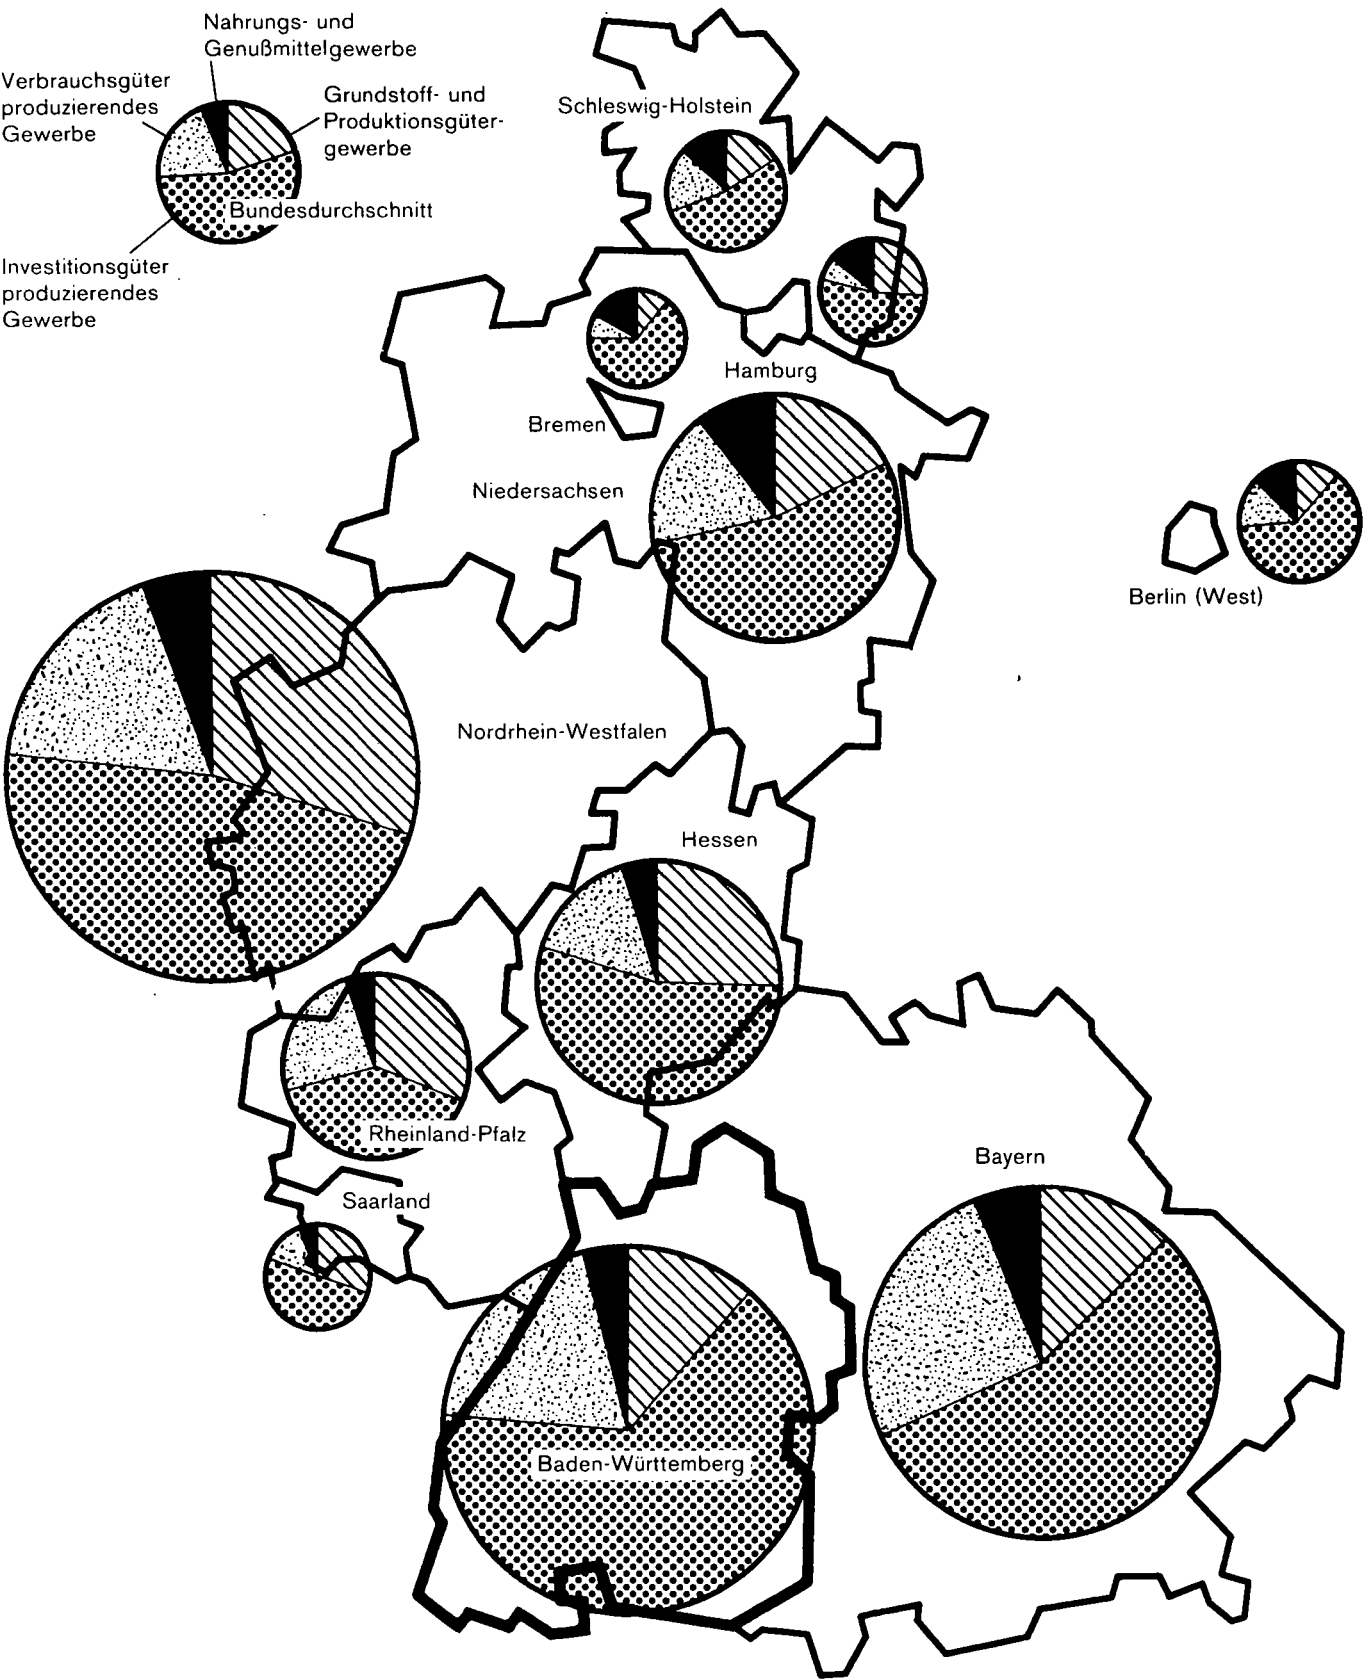 Nahrungs- und
Genußmittelgewerbe
Verbrauchsgüter
produzierendes
Gewerbe
Grundstoff- und
Produktionsgüter-
gewerbe
Bundesdurchschnitt
Investitionsgüter
produzierendes
Gewerbe
Schleswig-Holstein
Hamburg
Bremen
Niedersachsen
Berlin (West)
Nordrhein-Westfalen
Hessen
Rheinland-Pfalz
Bayern
Saarland
Baden-Württemberg